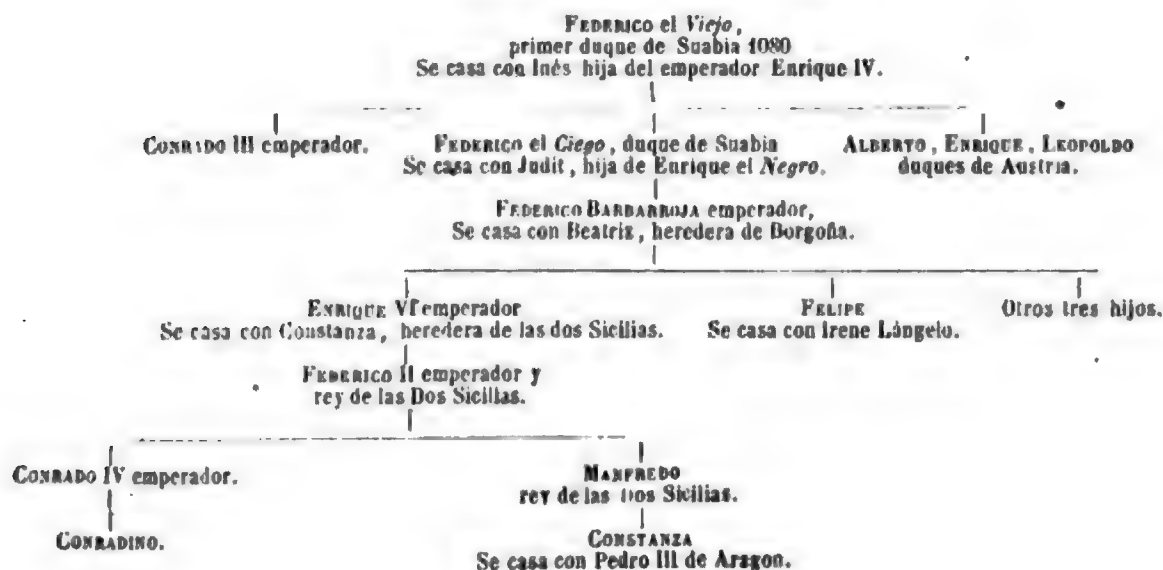 FEDERICO el Viejo,
primer duque de Suabia 1080
Se casa con Inés hija del emperador Enrique IV.
CONRADO III emperador.
FEDERICO el Ciego, duque de Suabia
Se casa con Judit, hija de Enrique el Negro.
ALBERTO, ENRIQUE, LEOPOLDO
duques de Austria.
FEDERICO BARBARROJA emperador,
Se casa con Beatriz, heredera de Borgoña.
ENRIQUE VI emperador
Se casa con Constanza, heredera de las dos Sicilias.
FELIPE
Se casa con Irene Lángelo.
Otros tres hijos.
FEDERICO II emperador y
rey de las Dos Sicilias.
CONRADO IV emperador.
MANFREDO
rey de las Dos Sicilias.
CONRADINO.
CONSTANZA
Se casa con Pedro III de Aragon.